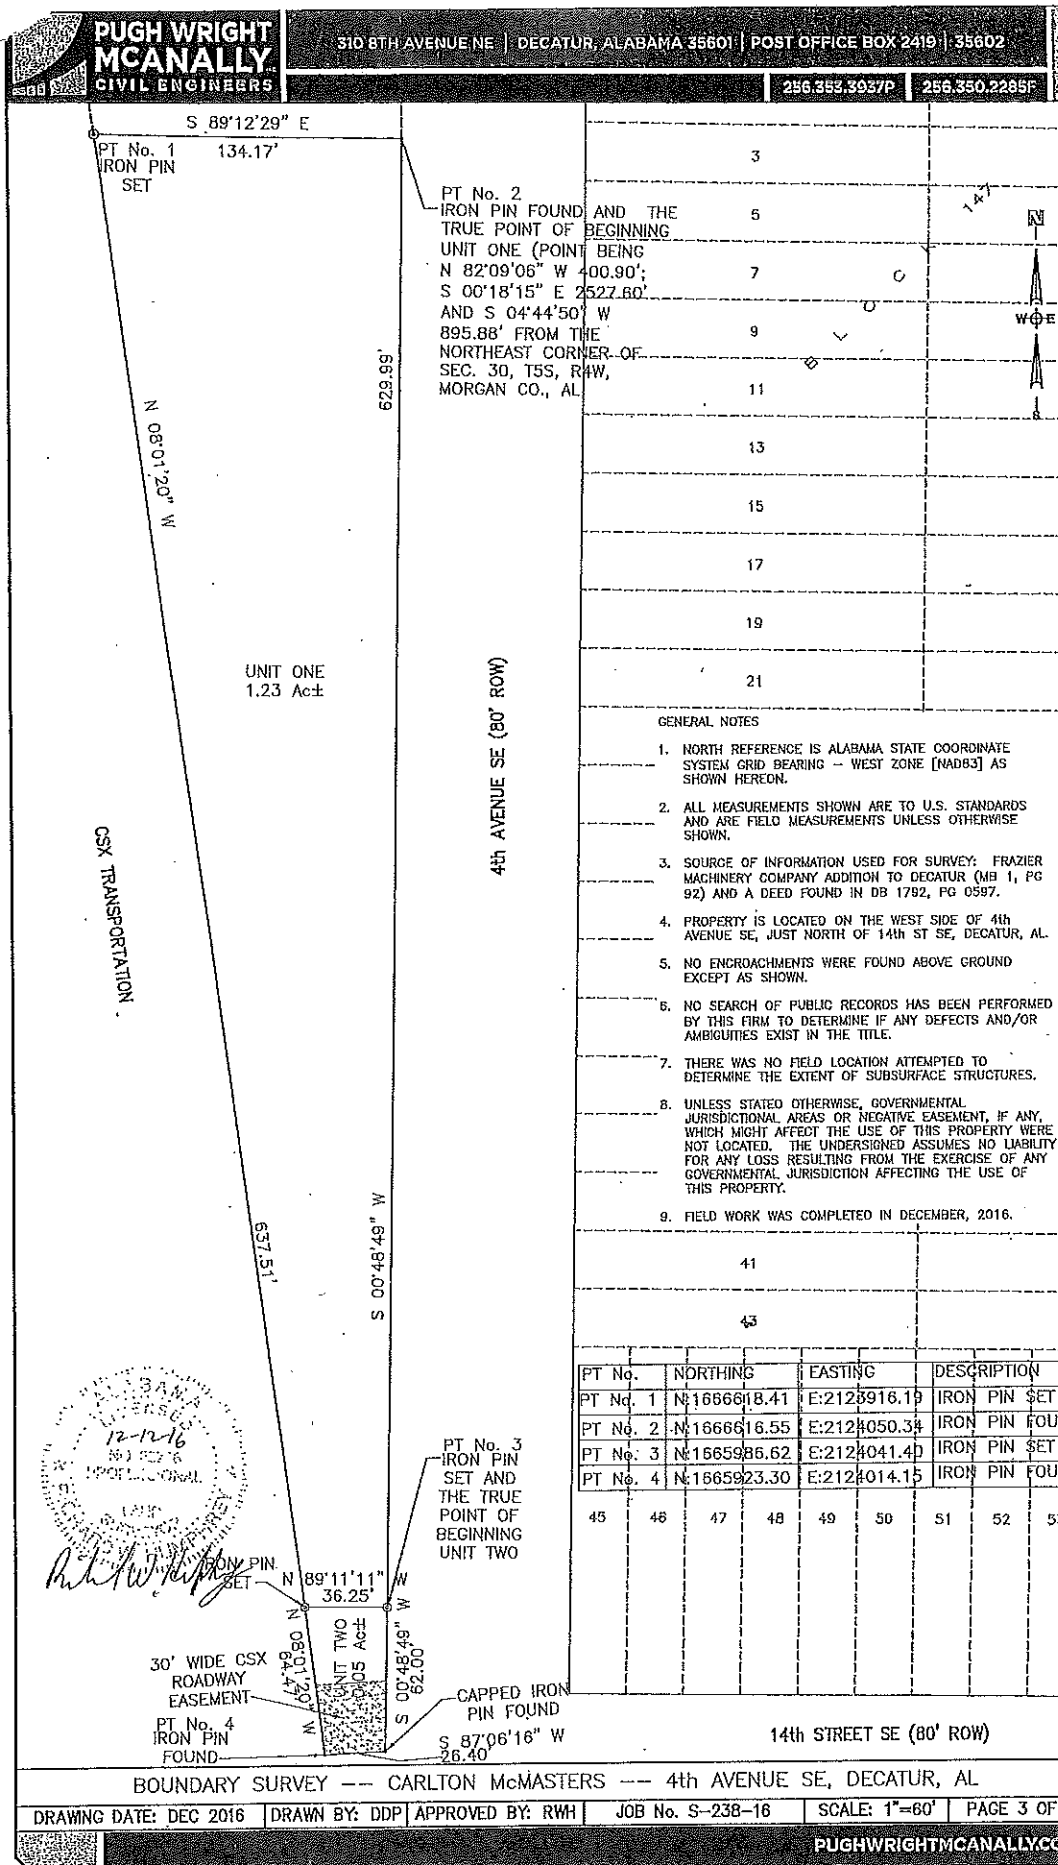 PUGH WRIGHT
MCANALLY
CIVIL ENGINEERS
310 8TH AVENUE NE | DECATUR, ALABAMA 35601 | POST OFFICE BOX 2419 | 35602
256.353.3937P | 256.350.2285F
S 89°12'29" E
134.17'
PT No. 1
IRON PIN
SET
PT No. 2
IRON PIN FOUND AND THE
TRUE POINT OF BEGINNING
UNIT ONE (POINT BEING
N 82°09'06" W 400.90';
S 00°18'15" E 2527.60'
AND S 04°44'50" W
895.88' FROM THE
NORTHEAST CORNER OF
SEC. 30, T5S, R4W,
MORGAN CO., AL
629.99'
N 08°01'20" W
UNIT ONE
1.23 Ac±
4th AVENUE SE (80' ROW)
CSX TRANSPORTATION
637.51'
S 00°48'49" W
3
5
7
9
11
13
15
17
19
21
BLOCK 147
N
W E
S
GENERAL NOTES
1. NORTH REFERENCE IS ALABAMA STATE COORDINATE
SYSTEM GRID BEARING - WEST ZONE [NAD83] AS
SHOWN HEREON.
2. ALL MEASUREMENTS SHOWN ARE TO U.S. STANDARDS
AND ARE FIELD MEASUREMENTS UNLESS OTHERWISE
SHOWN.
3. SOURCE OF INFORMATION USED FOR SURVEY: FRAZIER
MACHINERY COMPANY ADDITION TO DECATUR (MB 1, PG
92) AND A DEED FOUND IN DB 1792, PG 0597.
4. PROPERTY IS LOCATED ON THE WEST SIDE OF 4th
AVENUE SE, JUST NORTH OF 14th ST SE, DECATUR, AL.
5. NO ENCROACHMENTS WERE FOUND ABOVE GROUND
EXCEPT AS SHOWN.
6. NO SEARCH OF PUBLIC RECORDS HAS BEEN PERFORMED
BY THIS FIRM TO DETERMINE IF ANY DEFECTS AND/OR
AMBIGUITIES EXIST IN THE TITLE.
7. THERE WAS NO FIELD LOCATION ATTEMPTED TO
DETERMINE THE EXTENT OF SUBSURFACE STRUCTURES.
8. UNLESS STATED OTHERWISE, GOVERNMENTAL
JURISDICTIONAL AREAS OR NEGATIVE EASEMENT, IF ANY,
WHICH MIGHT AFFECT THE USE OF THIS PROPERTY WERE
NOT LOCATED. THE UNDERSIGNED ASSUMES NO LIABILITY
FOR ANY LOSS RESULTING FROM THE EXERCISE OF ANY
GOVERNMENTAL JURISDICTION AFFECTING THE USE OF
THIS PROPERTY.
9. FIELD WORK WAS COMPLETED IN DECEMBER, 2016.
41
43
PT No. NORTHING EASTING DESCRIPTION
PT No. 1 N:1666618.41 E:2123916.19 IRON PIN SET
PT No. 2 N:1666616.55 E:2124050.34 IRON PIN FOU
PT No. 3 N:1665986.62 E:2124041.40 IRON PIN SET
PT No. 4 N:1665923.30 E:2124014.15 IRON PIN FOU
45 46 47 48 49 50 51 52
ALABAMA
LICENSED
12-12-16
PROFESSIONAL
LAND
PT No. 3
IRON PIN
SET AND
THE TRUE
POINT OF
BEGINNING
UNIT TWO
IRON PIN
SET
N 89°11'11" W
36.25'
N 08°01'20" W
64.47'
UNIT TWO
0.05 Ac±
S 00°48'49" W
62.00'
30' WIDE CSX
ROADWAY
EASEMENT
PT No. 4
IRON PIN
FOUND
CAPPED IRON
PIN FOUND
S 87°06'16" W
26.40'
14th STREET SE (80' ROW)
BOUNDARY SURVEY -- CARLTON McMASTERS -- 4th AVENUE SE, DECATUR, AL
DRAWING DATE: DEC 2016 DRAWN BY: DDP APPROVED BY: RWH JOB No. S-238-16 SCALE: 1"=60' PAGE 3 OF
PUGHWRIGHTMCANALLY.CO